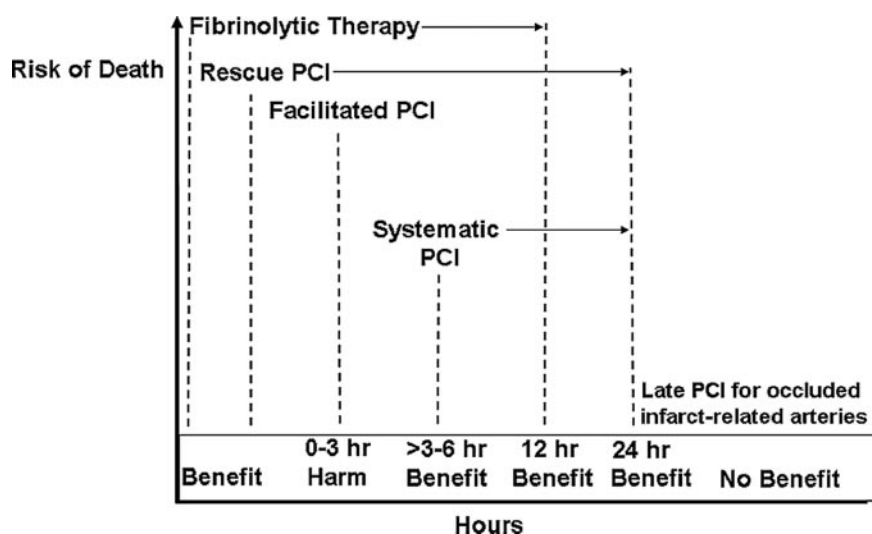 Fibrinolytic Therapy
Risk of Death
Rescue PCI
Facilitated PCI
Systematic
PCI
Late PCI for occluded
infarct-related arteries
0-3 hr >3-6 hr 12 hr 24 hr
Benefit Harm Benefit Benefit Benefit No Benefit
Hours